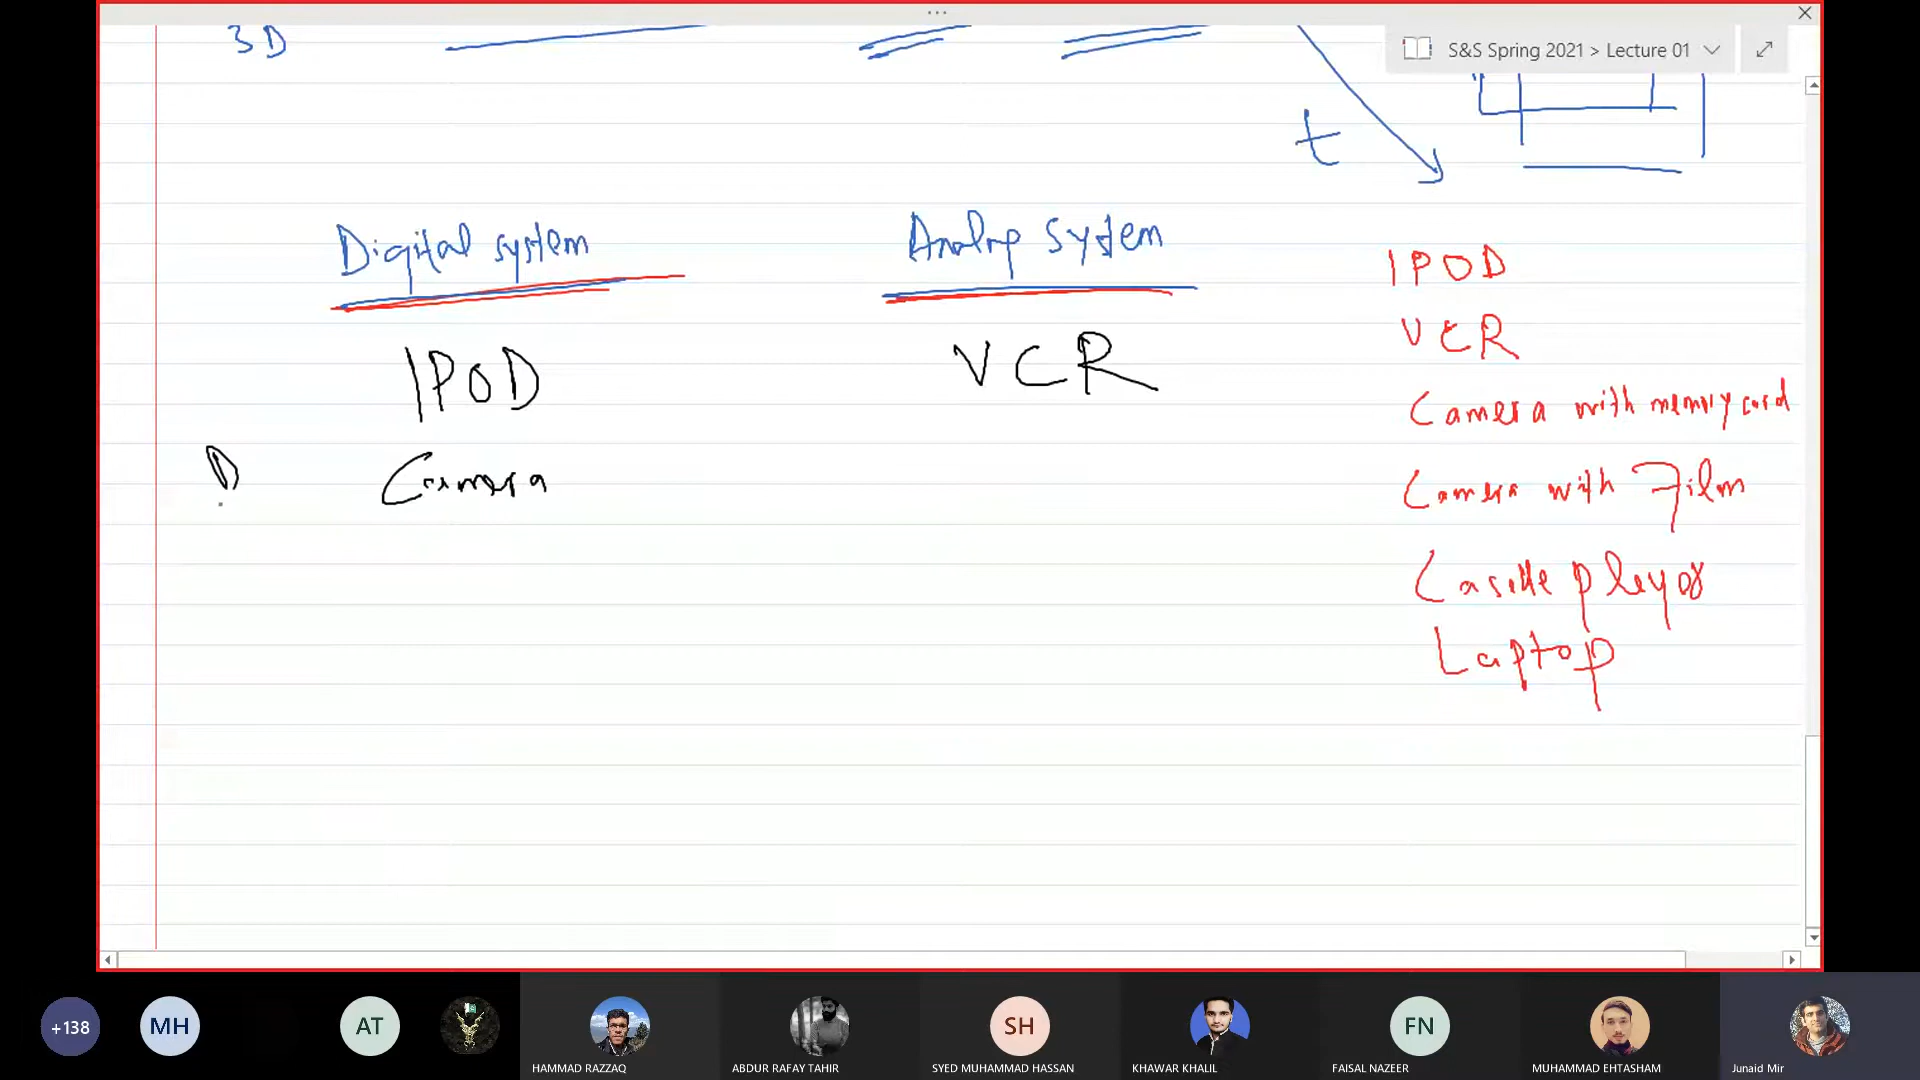 S&S Spring 2021 > Lecture 01
3D
t
Digital system
Analog system
IPOD
VCR
D
Camera
IPOD
VCR
Camera with memory card
Camera with Film
Casette pleyor
Laptop
+138
MH
AT
SH
FN
HAMMAD RAZZAQ
ABDUR RAFAY TAHIR
SYED MUHAMMAD HASSAN
KHAWAR KHALIL
FAISAL NAZEER
MUHAMMAD EHTASHAM
Junaid Mir